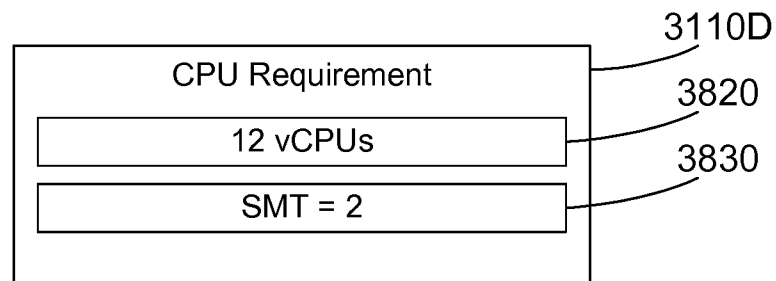 3110D
CPU Requirement
3820
12 vCPUs
3830
SMT = 2